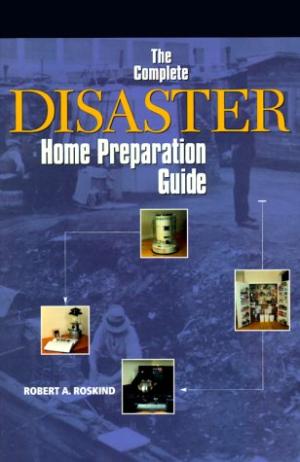 The
Complete
DISASTER
Home Preparation
Guide
ROBERT A. ROSKIND